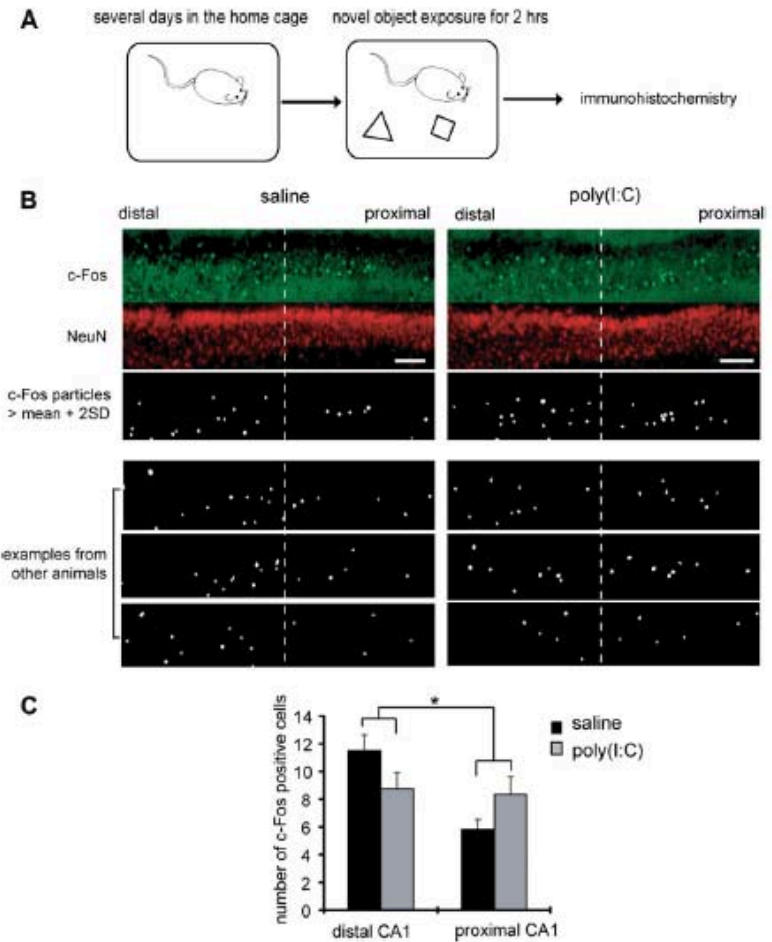 A
several days in the home cage
novel object exposure for 2 hrs
immunohistochemistry
B
saline
poly(I:C)
distal
proximal
distal
proximal
c-Fos
NeuN
c-Fos particles
> mean + 2SD
examples from
other animals
C
number of c-Fos positive cells
14
12
10
8
6
4
2
0
*
saline
poly(I:C)
distal CA1
proximal CA1